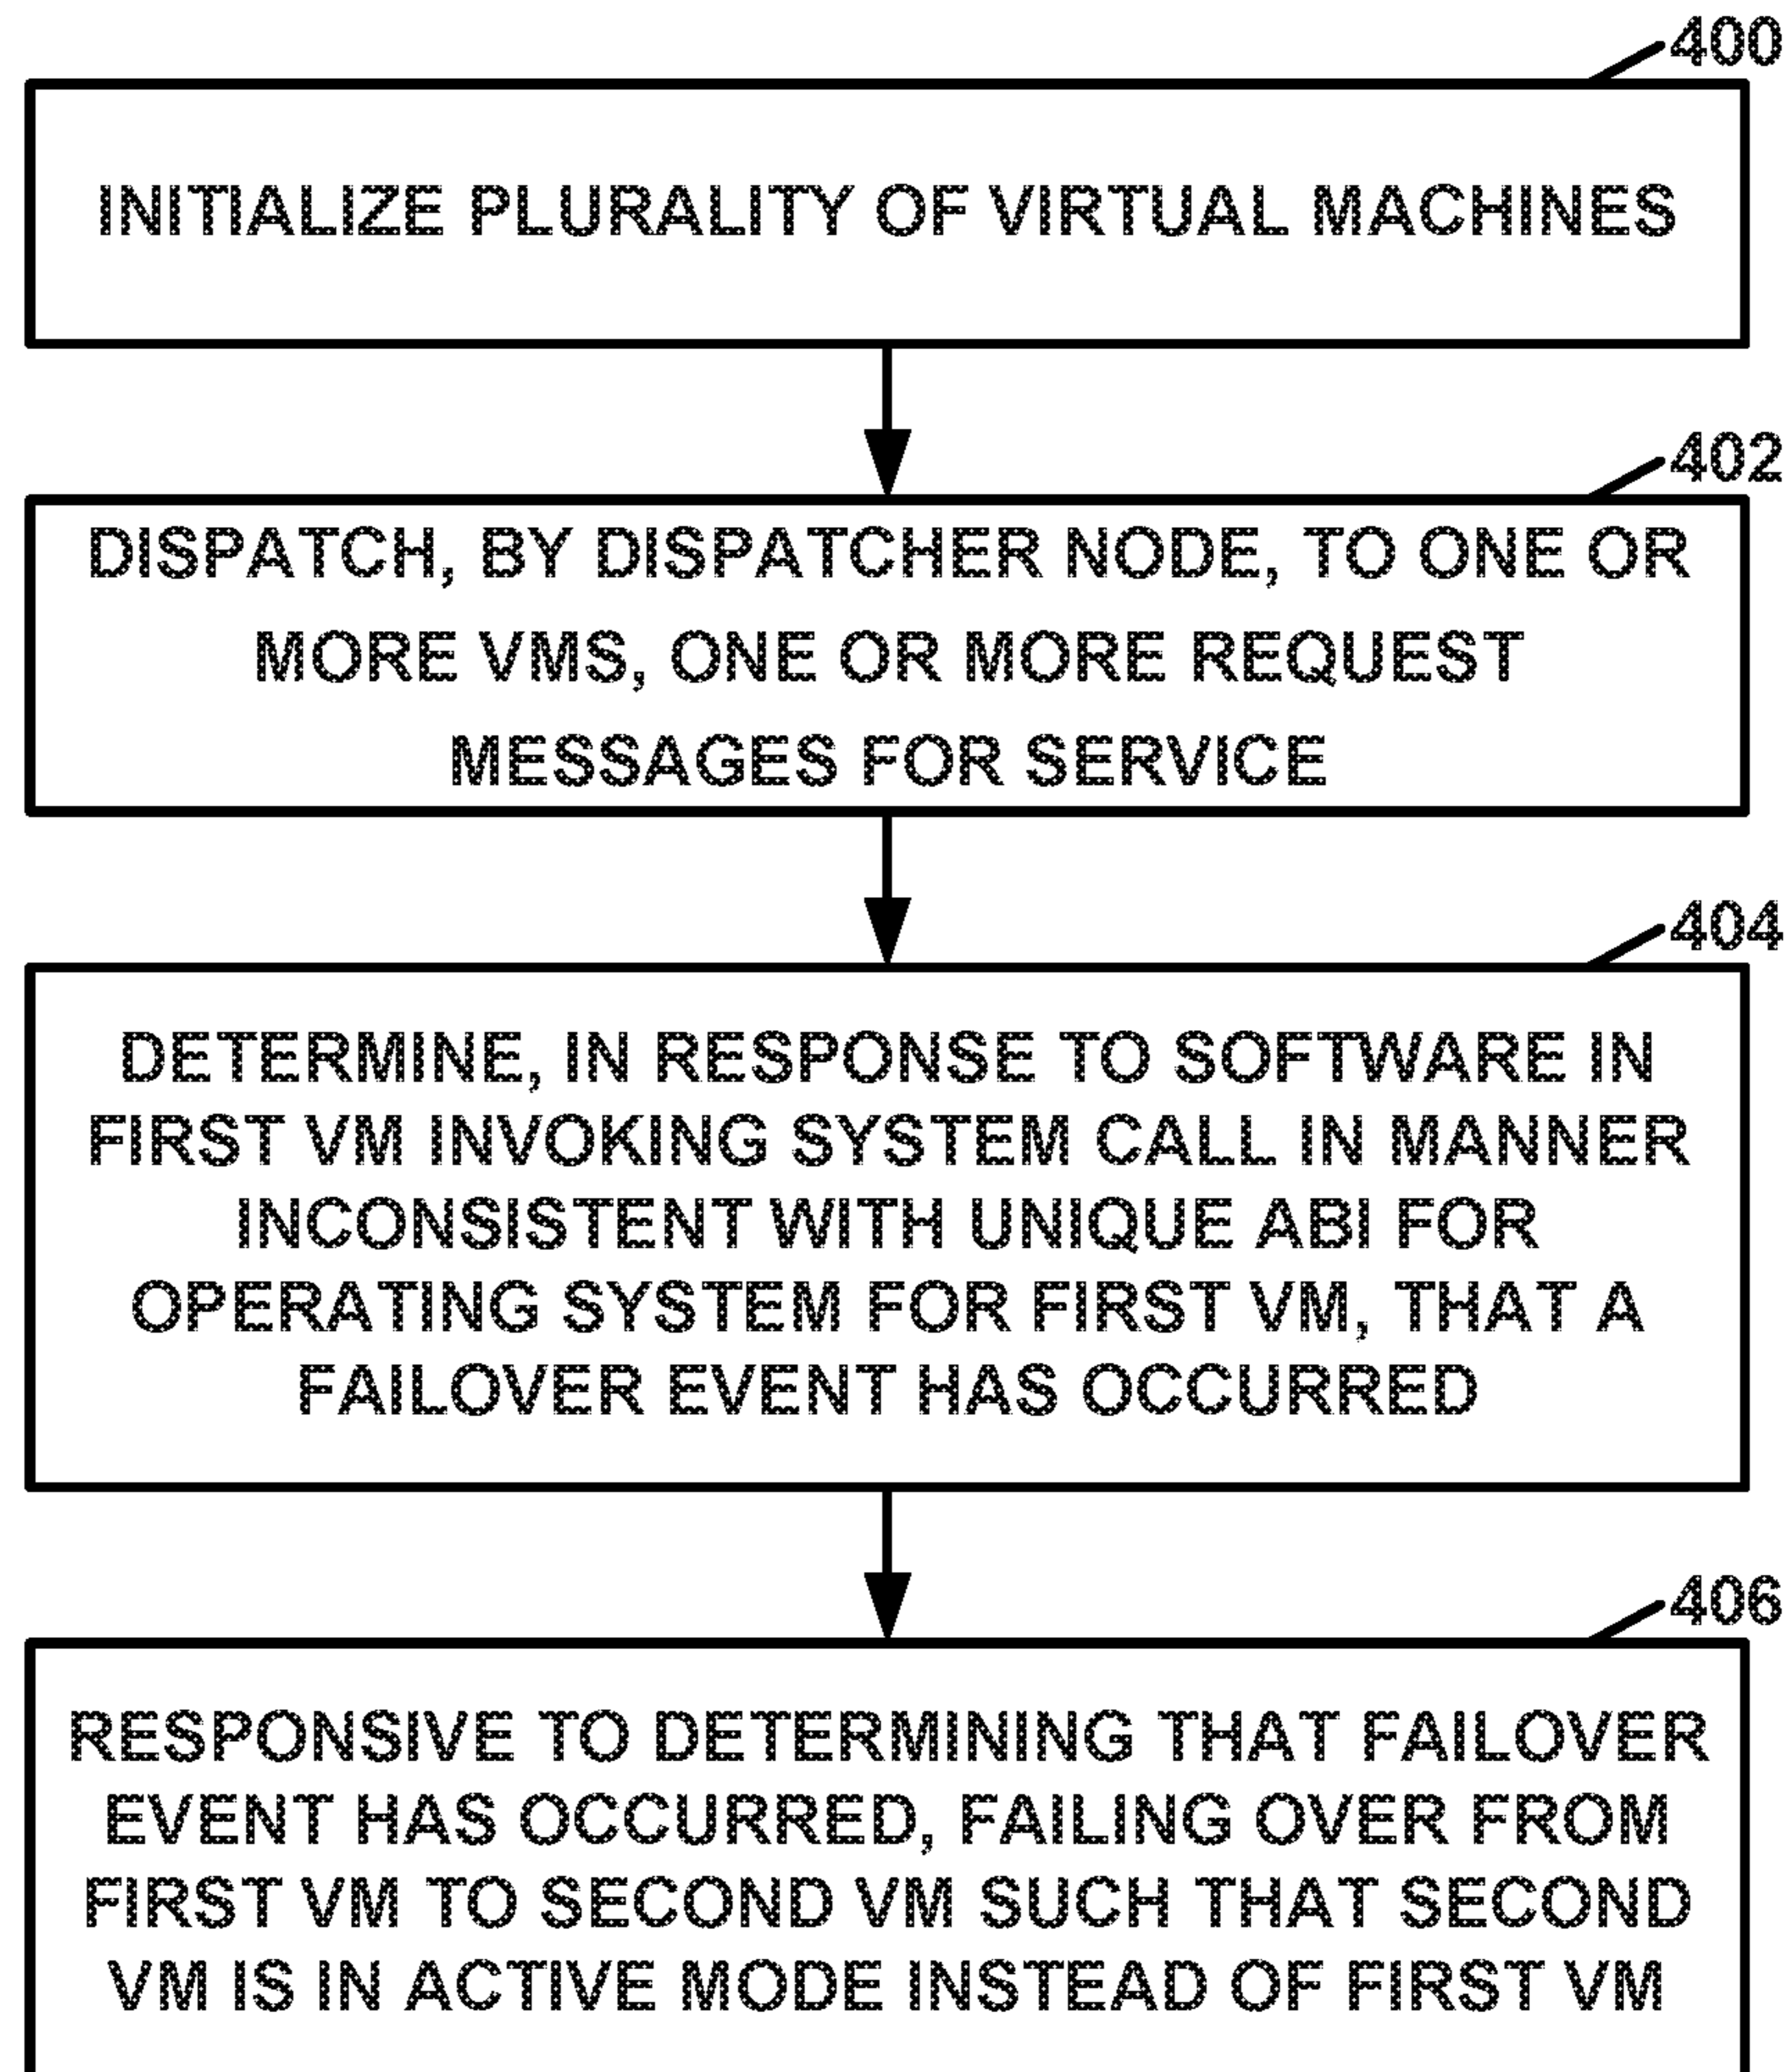 400
INITIALIZE PLURALITY OF VIRTUAL MACHINES
402
DISPATCH, BY DISPATCHER NODE, TO ONE OR
MORE VMS, ONE OR MORE REQUEST
MESSAGES FOR SERVICE
404
DETERMINE, IN RESPONSE TO SOFTWARE IN
FIRST VM INVOKING SYSTEM CALL IN MANNER
INCONSISTENT WITH UNIQUE ABI FOR
OPERATING SYSTEM FOR FIRST VM, THAT A
FAILOVER EVENT HAS OCCURRED
406
RESPONSIVE TO DETERMINING THAT FAILOVER
EVENT HAS OCCURRED, FAILING OVER FROM
FIRST VM TO SECOND VM SUCH THAT SECOND
VM IS IN ACTIVE MODE INSTEAD OF FIRST VM